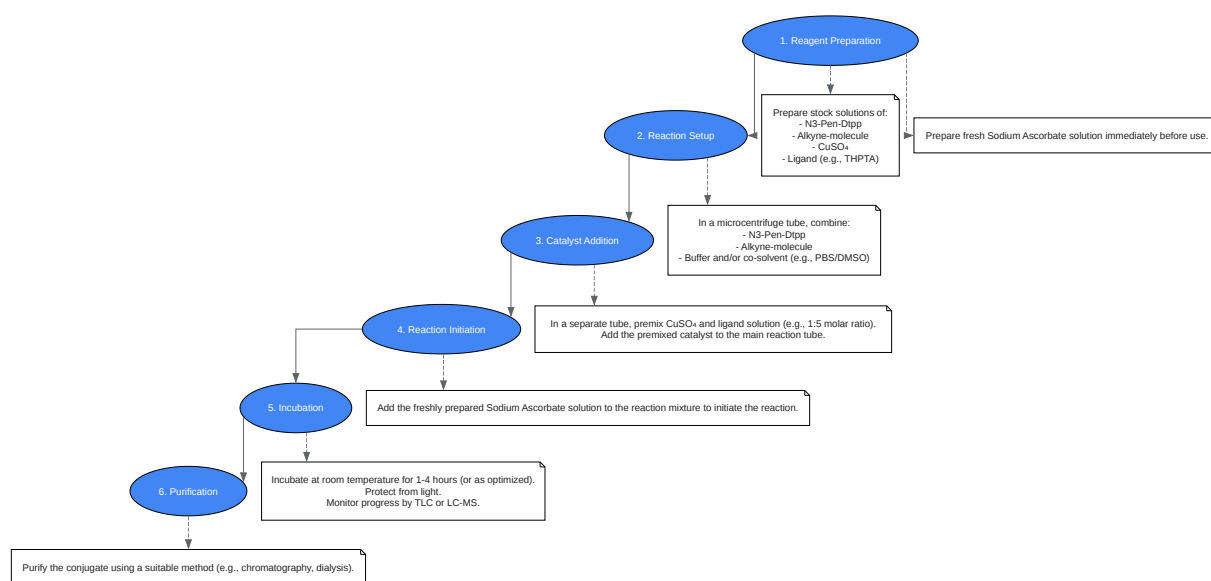 1. Reagent Preparation
Prepare stock solutions of:
- N3-Pen-Dtpp
- Alkyne-molecule
- CuSO₄
- Ligand (e.g., THPTA)
Prepare fresh Sodium Ascorbate solution immediately before use.
2. Reaction Setup
In a microcentrifuge tube, combine:
- N3-Pen-Dtpp
- Alkyne-molecule
- Buffer and/or co-solvent (e.g., PBS/DMSO)
3. Catalyst Addition
In a separate tube, premix CuSO₄ and ligand solution (e.g., 1:5 molar ratio).
Add the premixed catalyst to the main reaction tube.
4. Reaction Initiation
Add the freshly prepared Sodium Ascorbate solution to the reaction mixture to initiate the reaction.
5. Incubation
Incubate at room temperature for 1-4 hours (or as optimized).
Protect from light.
Monitor progress by TLC or LC-MS.
6. Purification
Purify the conjugate using a suitable method (e.g., chromatography, dialysis).